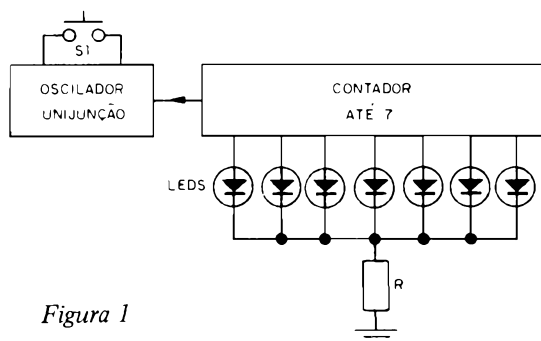 S1
OSCILADOR
UNIJUNÇÃO
CONTADOR
ATÉ 7
LEDS
R
Figura 1